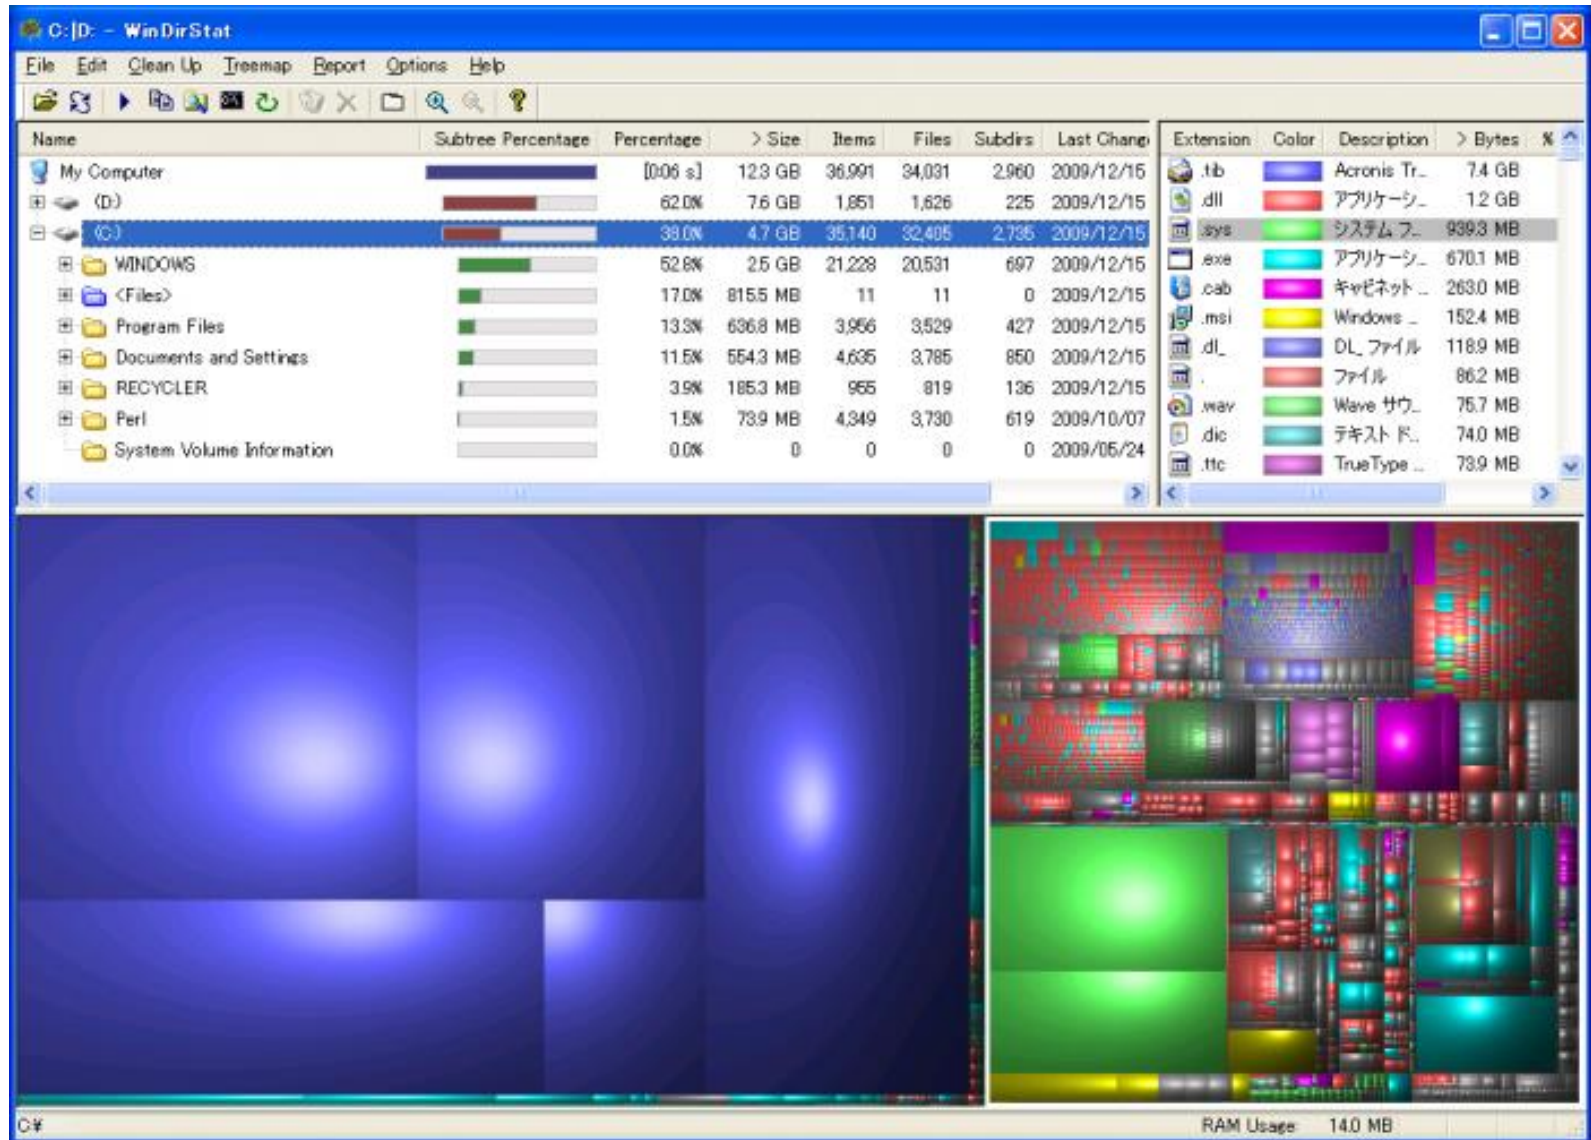 C:|D: - WinDirStat
File Edit Clean Up Treemap Report Options Help
Name Subtree Percentage Percentage > Size Items Files Subdirs Last Chang
My Computer [0:06 s] 12.3 GB 36,991 34,031 2,960 2009/12/15
(D:) 62.0% 7.6 GB 1,851 1,626 225 2009/12/15
(C:) 38.0% 4.7 GB 35,140 32,405 2,735 2009/12/15
WINDOWS 52.8% 2.5 GB 21,228 20,531 697 2009/12/15
<Files> 17.0% 815.5 MB 11 11 0 2009/12/15
Program Files 13.3% 636.8 MB 3,956 3,529 427 2009/12/15
Documents and Settings 11.5% 554.3 MB 4,635 3,785 850 2009/12/15
RECYCLER 3.9% 185.3 MB 955 819 136 2009/12/15
Perl 1.5% 73.9 MB 4,349 3,730 619 2009/10/07
System Volume Information 0.0% 0 0 0 0 2009/05/24
Extension Color Description > Bytes %
.tib Acronis Tr... 7.4 GB
.dll アプリケーシ... 1.2 GB
.sys システム フ... 939.3 MB
.exe アプリケーシ... 670.1 MB
.cab キャビネット ... 263.0 MB
.msi Windows ... 152.4 MB
.dl_ DL_ ファイル 118.9 MB
. ファイル 86.2 MB
.wav Wave サウ... 75.7 MB
.dic テキスト ド... 74.0 MB
.ttc TrueType ... 73.9 MB
C:¥
RAM Usage: 14.0 MB